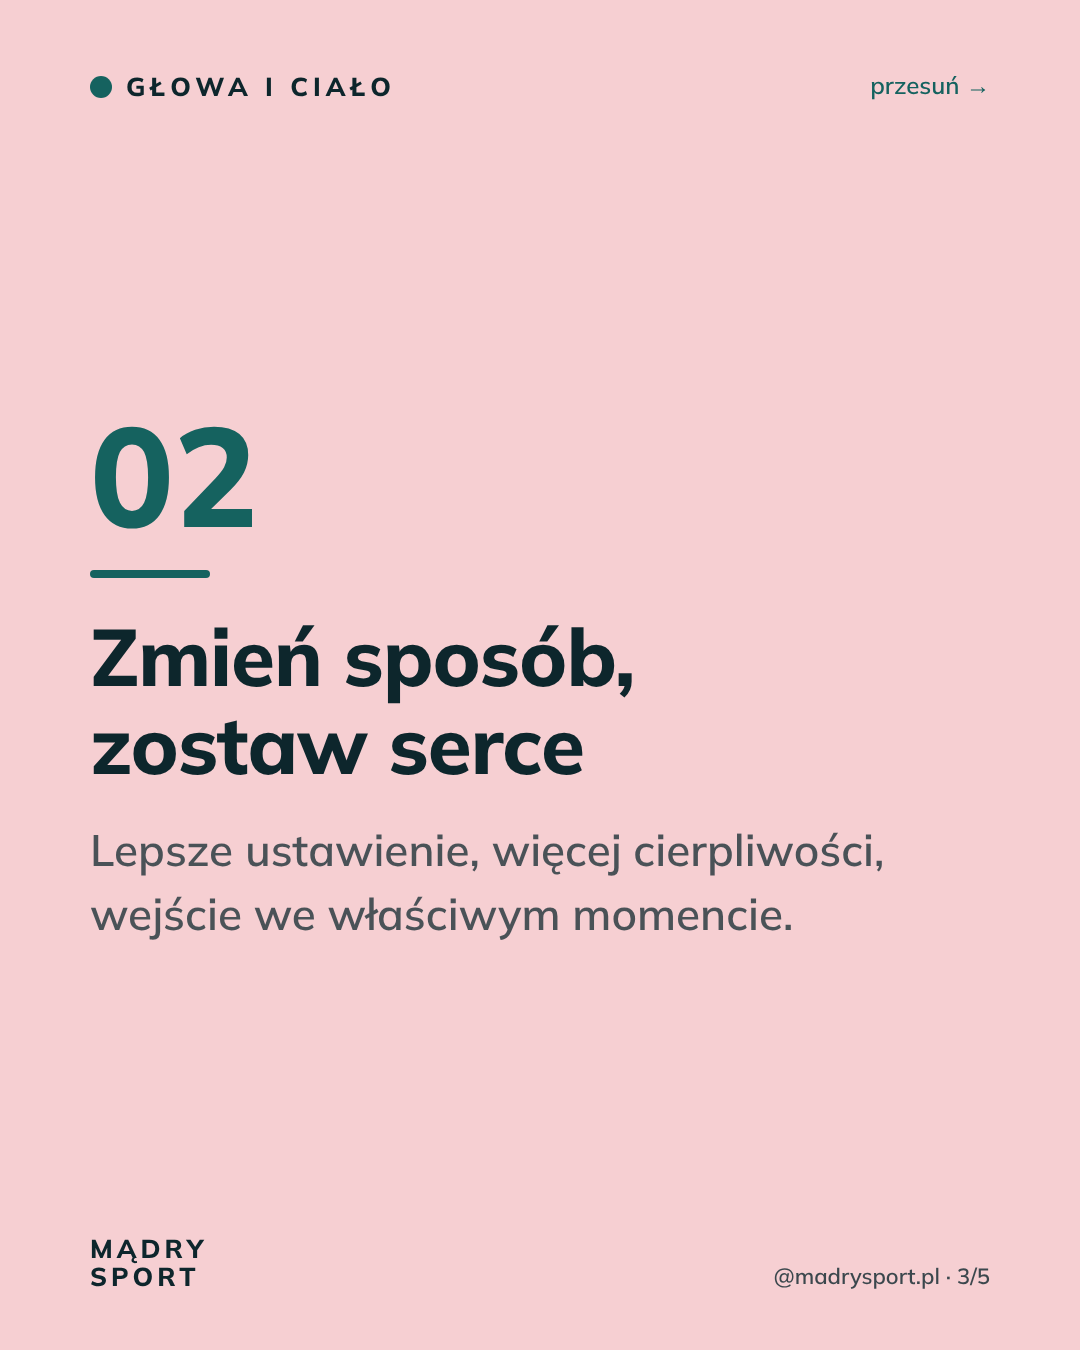 GŁOWA I CIAŁO
przesuń →
02
Zmień sposób,
zostaw serce
Lepsze ustawienie, więcej cierpliwości,
wejście we właściwym momencie.
MĄDRY
SPORT
@madrysport.pl · 3/5